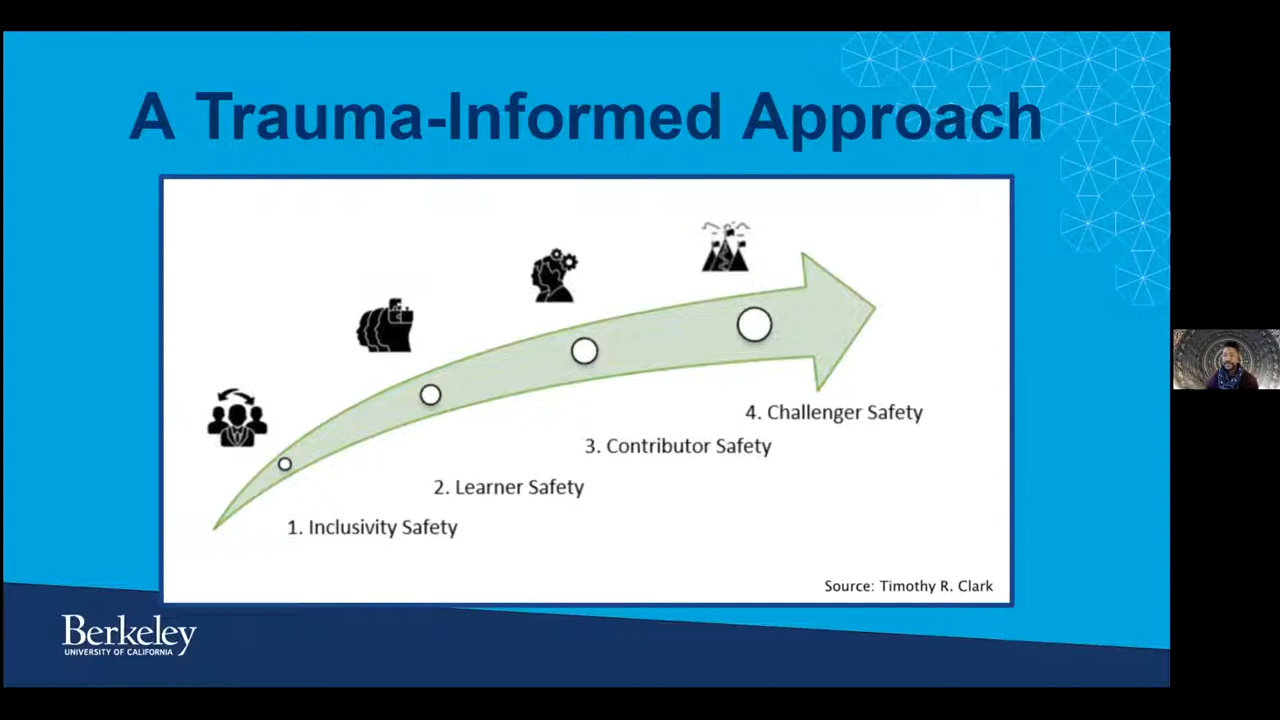 A Trauma-Informed Approach
4. Challenger Safety
3. Contributor Safety
2. Learner Safety
1. Inclusivity Safety
Source: Timothy R. Clark
Berkeley
UNIVERSITY OF CALIFORNIA